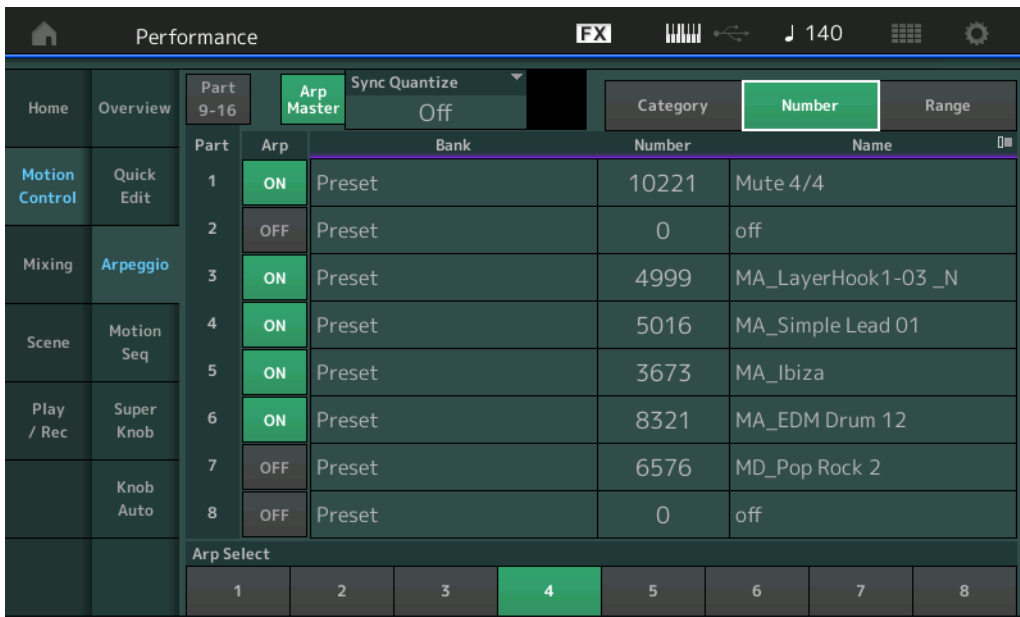 Performance
FX
♩ 140
Home
Overview
Part
9-16
Arp
Master
Sync Quantize
Off
Category
Number
Range
Part Arp Bank Number Name
Motion
Control
Quick
Edit
1 ON Preset 10221 Mute 4/4
2 OFF Preset 0 off
Mixing
Arpeggio
3 ON Preset 4999 MA_LayerHook1-03 _N
Scene
Motion
Seq
4 ON Preset 5016 MA_Simple Lead 01
5 ON Preset 3673 MA_Ibiza
Play
/ Rec
Super
Knob
6 ON Preset 8321 MA_EDM Drum 12
7 OFF Preset 6576 MD_Pop Rock 2
Knob
Auto
8 OFF Preset 0 off
Arp Select
1 2 3 4 5 6 7 8